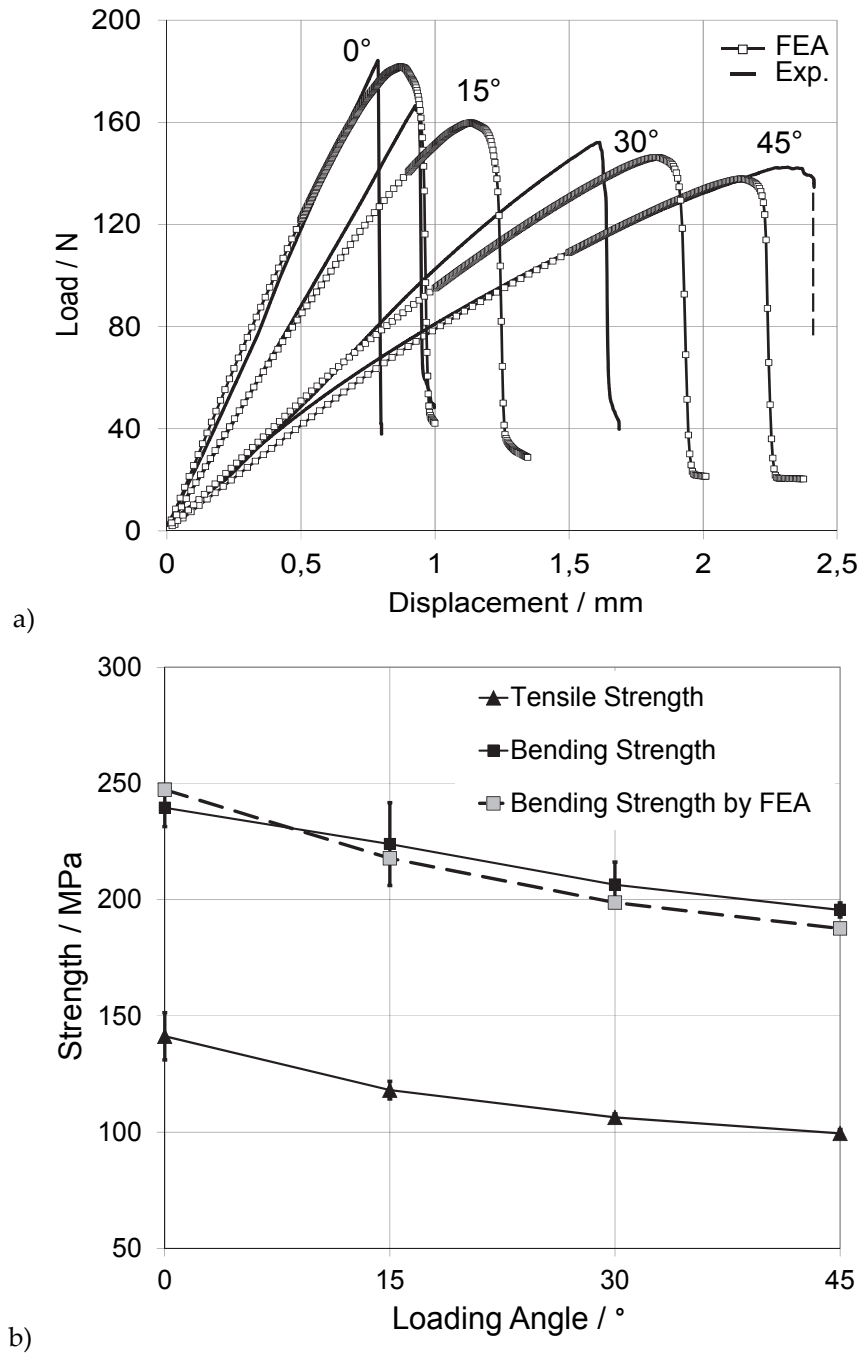 200
160
120
80
40
0
Load / N
0°
15°
30°
45°
FEA
Exp.
0
0,5
1
1,5
2
2,5
Displacement / mm
a)
300
250
200
150
100
50
Strength / MPa
Tensile Strength
Bending Strength
Bending Strength by FEA
0
15
30
45
Loading Angle / °
b)